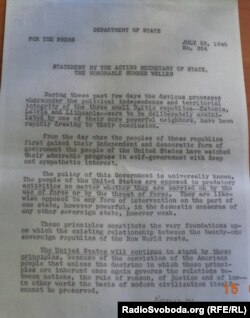 DEPARTMENT OF STATE
FOR THE PRESS
JULY 23, 1940
No. 354
STATEMENT BY THE ACTING SECRETARY OF STATE,
THE HONORABLE SUMNER WELLES
During these past few days the devious processes
whereunder the political independence and territorial
integrity of the three small Baltic republics—Estonia,
Latvia and Lithuania—were to be deliberately annihi-
lated by one of their more powerful neighbors, have been
rapidly drawing to their conclusion.
From the day when the peoples of these republics
first gained their independent and democratic form of
government the people of the United States have watched
their admirable progress in self-government with deep
and sympathetic interest.
The policy of this Government is universally known.
The people of the United States are opposed to predatory
activities no matter whether they are carried on by the
use of force or by the threat of force. They are like-
wise opposed to any form of intervention on the part of
one state, however powerful, in the domestic concerns of
any other sovereign state, however weak.
These principles constitute the very foundations up-
on which the existing relationship between the twenty-one
sovereign republics of the New World rests.
The United States will continue to stand by these
principles, because of the conviction of the American
people that unless the doctrine in which these prin-
ciples are inherent once again governs the relations be-
tween nations, the rule of reason, of justice and of law—
in other words the basis of modern civilization itself—
cannot be preserved.
15
RadioSvoboda.org (RFE/RL)